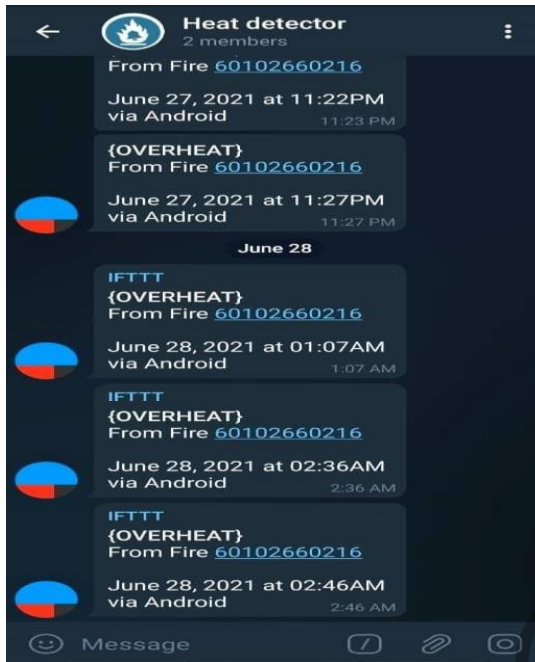 Heat detector
2 members
From Fire 60102660216
June 27, 2021 at 11:22PM
via Android
11:23 PM
{OVERHEAT}
From Fire 60102660216
June 27, 2021 at 11:27PM
via Android
11:27 PM
June 28
IFTTT
{OVERHEAT}
From Fire 60102660216
June 28, 2021 at 01:07AM
via Android
1:07 AM
IFTTT
{OVERHEAT}
From Fire 60102660216
June 28, 2021 at 02:36AM
via Android
2:36 AM
IFTTT
{OVERHEAT}
From Fire 60102660216
June 28, 2021 at 02:46AM
via Android
2:46 AM
Message